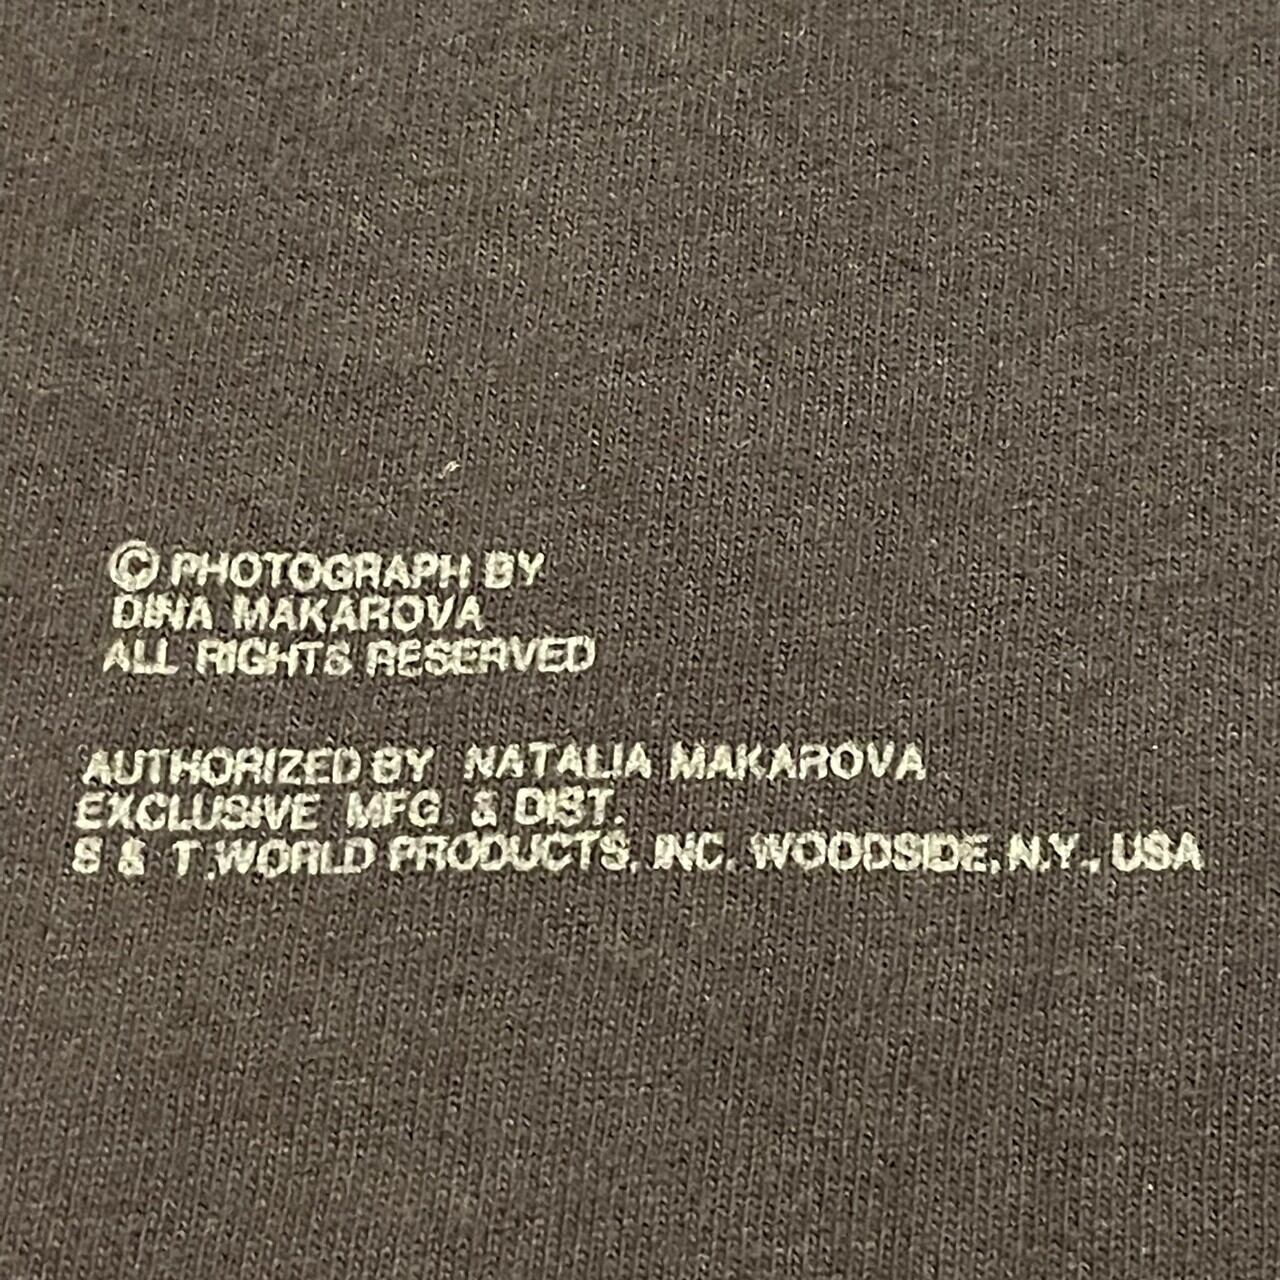 © PHOTOGRAPH BY
DINA MAKAROVA
ALL RIGHTS RESERVED
AUTHORIZED BY NATALIA MAKAROVA
EXCLUSIVE MFG. & DIST.
S & T WORLD PRODUCTS, INC. WOODSIDE, N.Y., USA